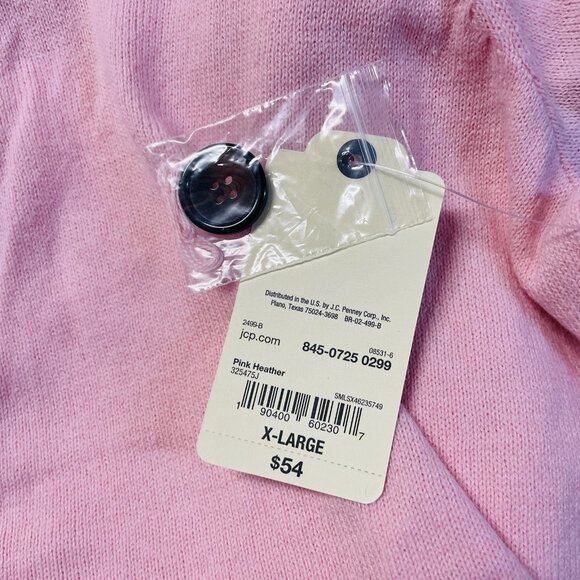 Distributed in the U.S. by J.C. Penney Corp., Inc.
Plano, Texas 75024-3698 BR-02-499-B
2499-B
08531-6
jcp.com 845-0725 0299
Pink Heather
325475J
SMLSX46235749
1 90400 60230 7
X-LARGE
$54